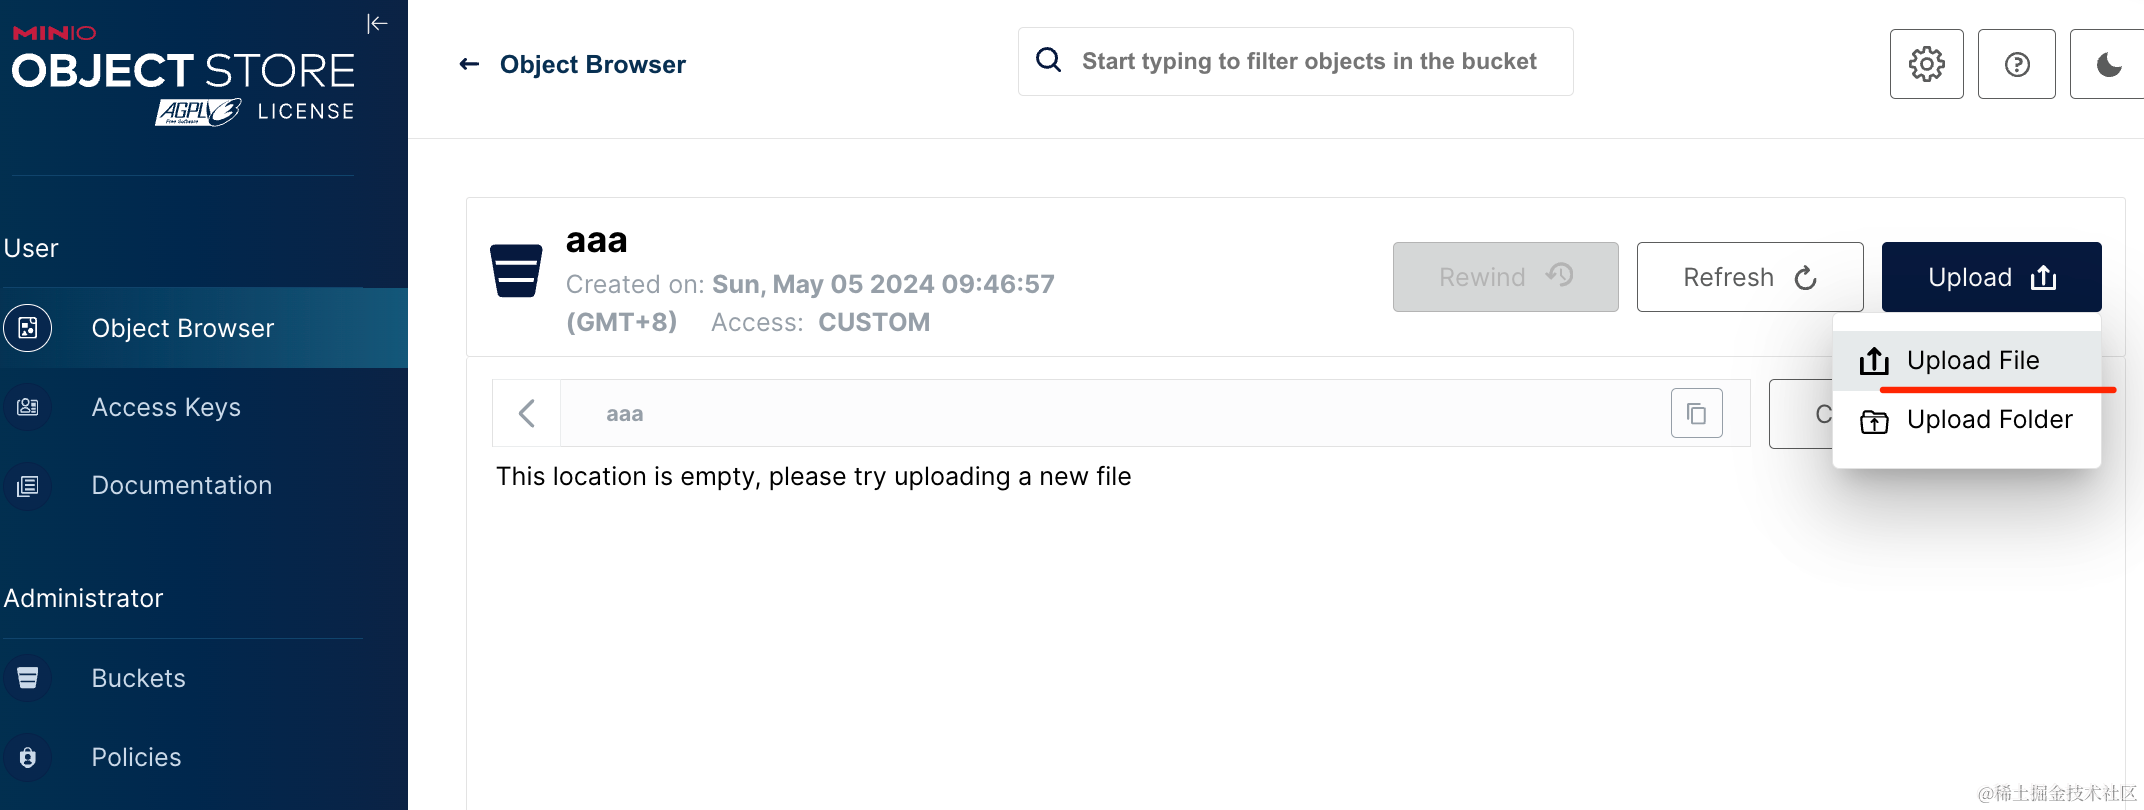 MINIO
OBJECT STORE
AGPLv3 LICENSE
Free Software
Object Browser
Start typing to filter objects in the bucket
User
Object Browser
Access Keys
Documentation
Administrator
Buckets
Policies
aaa
Created on: Sun, May 05 2024 09:46:57
(GMT+8) Access: CUSTOM
Rewind
Refresh
Upload
Upload File
Upload Folder
aaa
C
This location is empty, please try uploading a new file
@稀土掘金技术社区